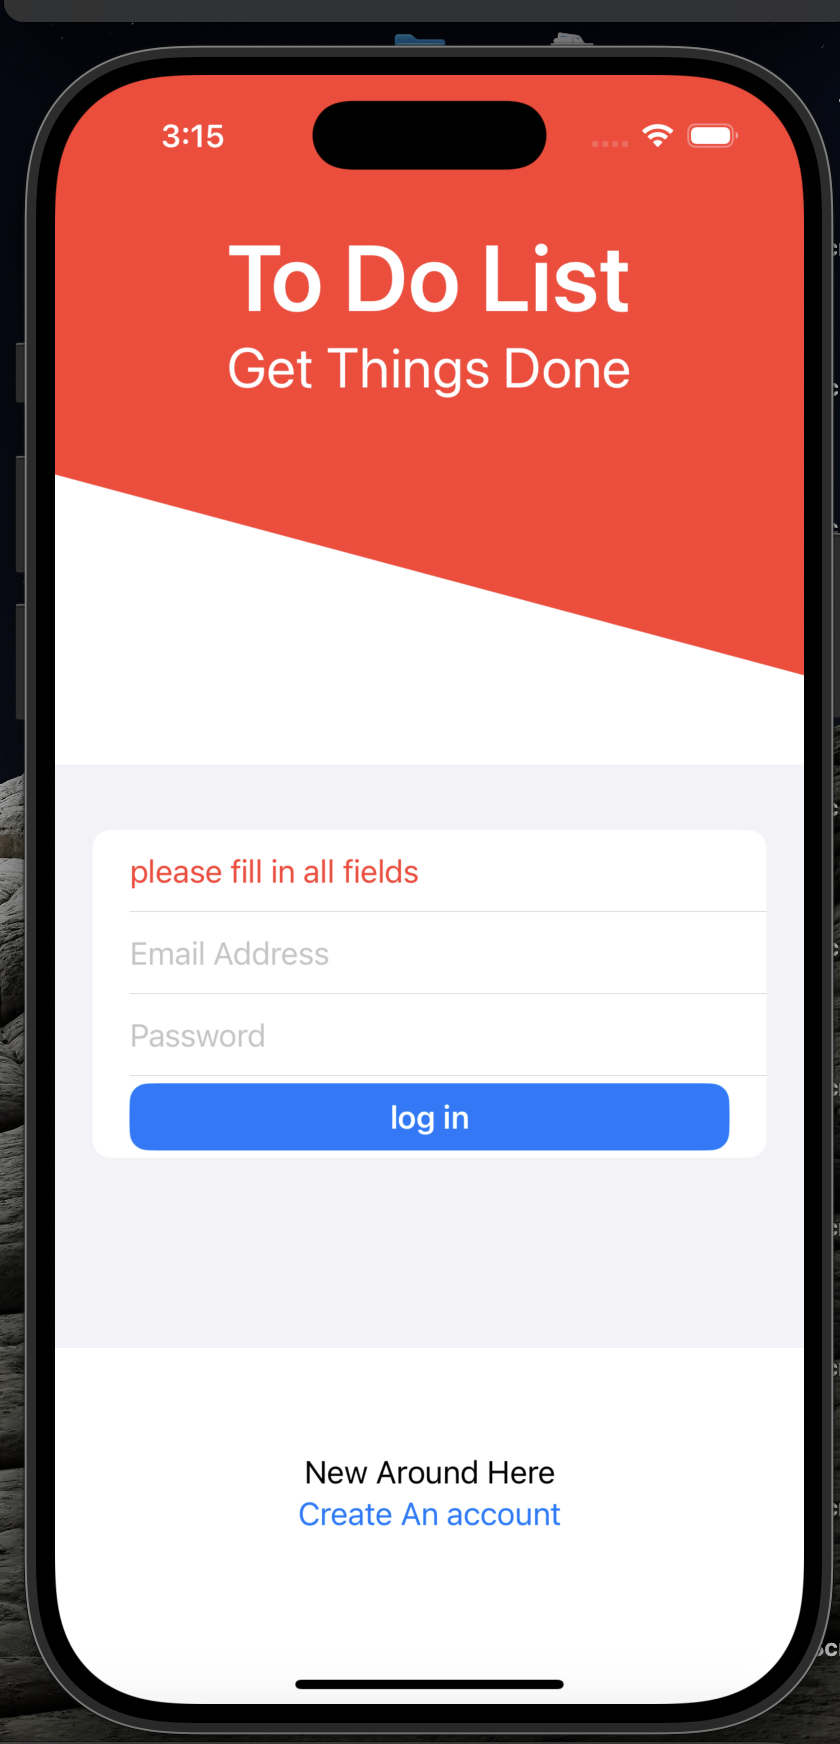 3:15
To Do List
Get Things Done
please fill in all fields
Email Address
Password
log in
New Around Here
Create An account